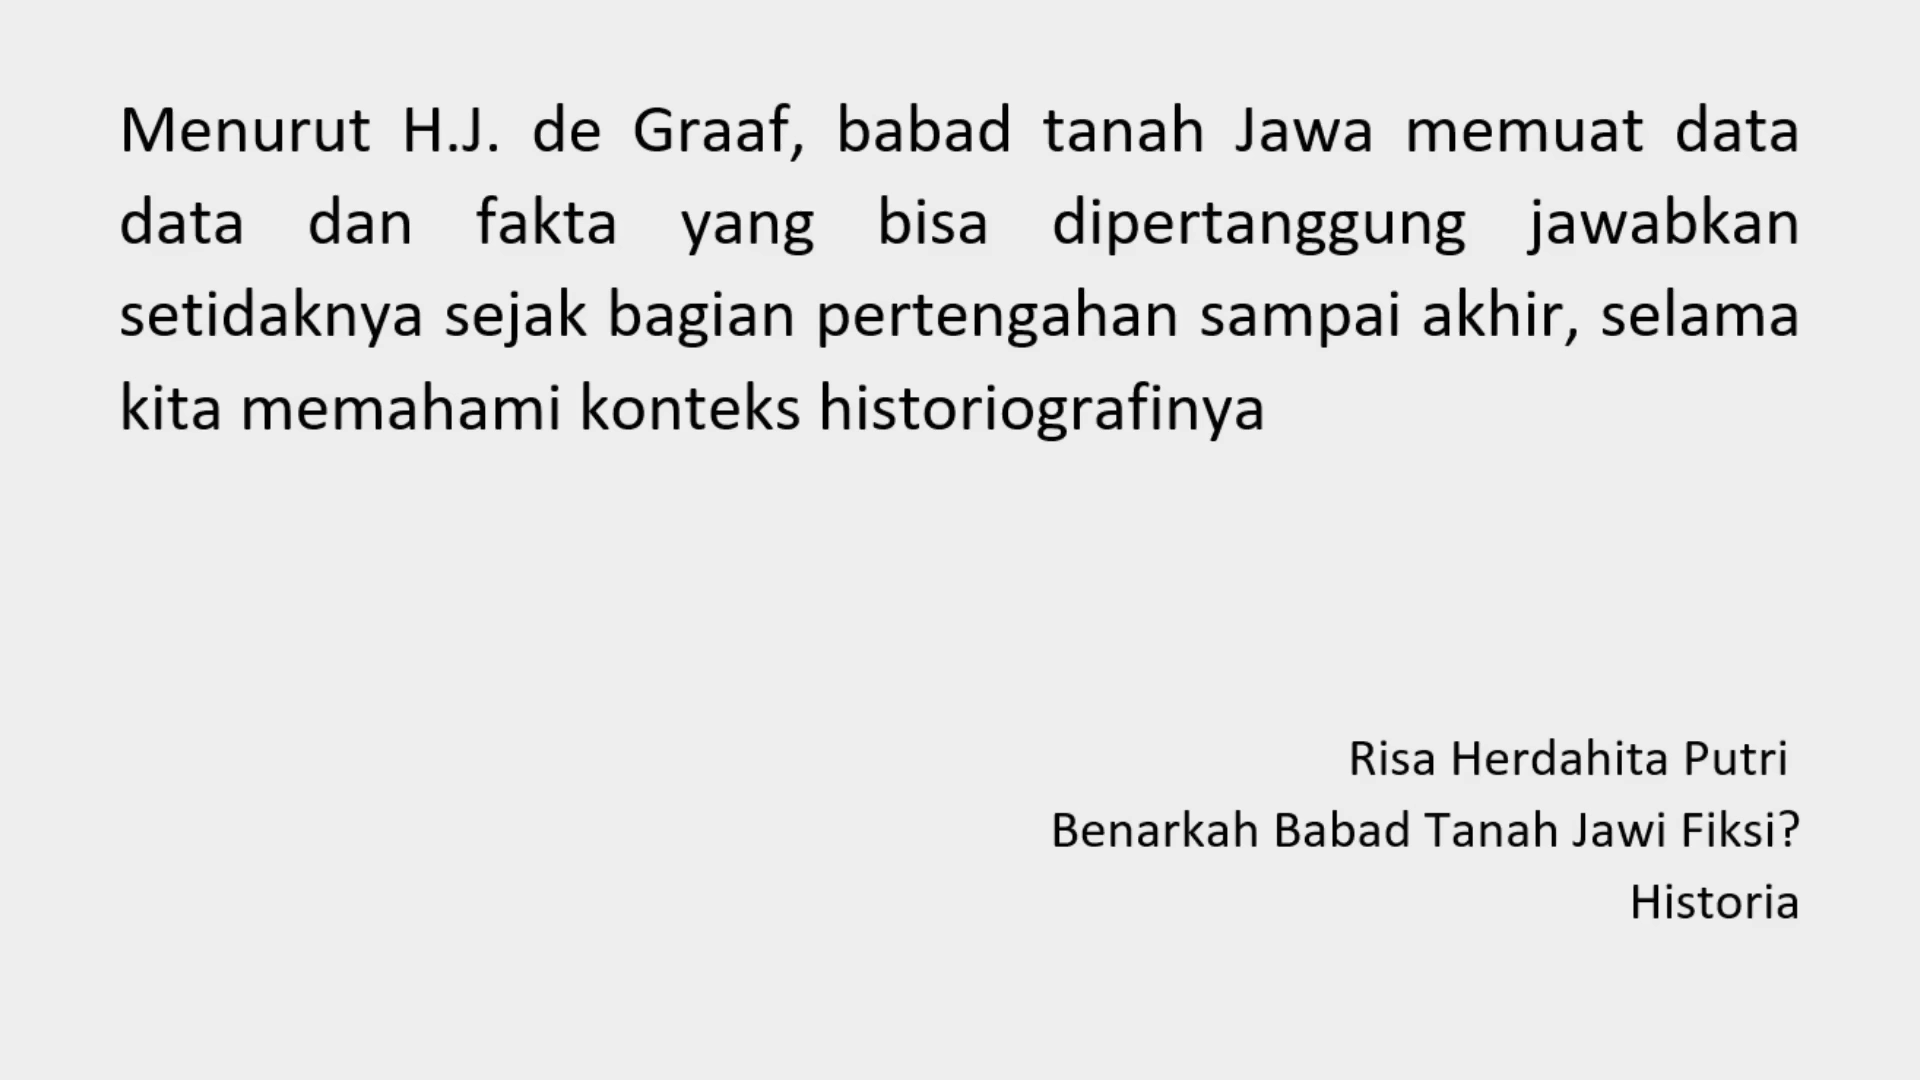 Menurut H.J. de Graaf, babad tanah Jawa memuat data
data dan fakta yang bisa dipertanggung jawabkan
setidaknya sejak bagian pertengahan sampai akhir, selama
kita memahami konteks historiografinya
Risa Herdahita Putri
Benarkah Babad Tanah Jawi Fiksi?
Historia